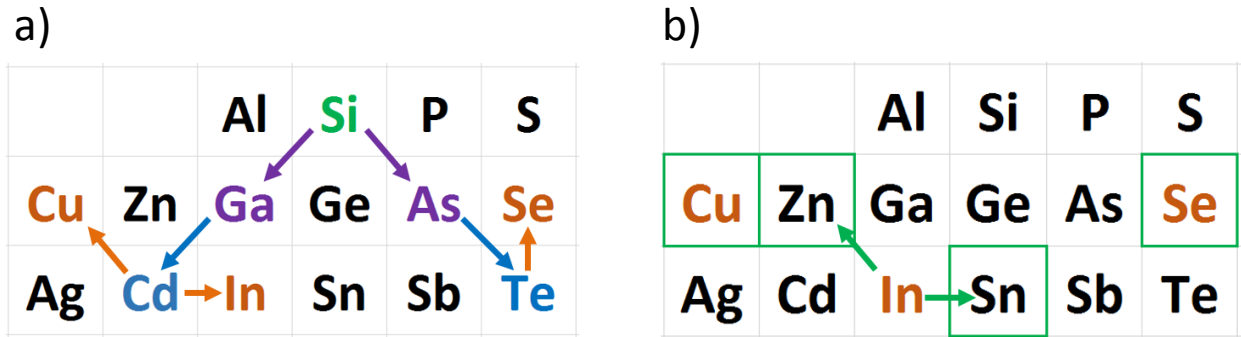 a)
Al Si P S
Cu Zn Ga Ge As Se
Ag Cd In Sn Sb Te
b)
Al Si P S
Cu Zn Ga Ge As Se
Ag Cd In Sn Sb Te